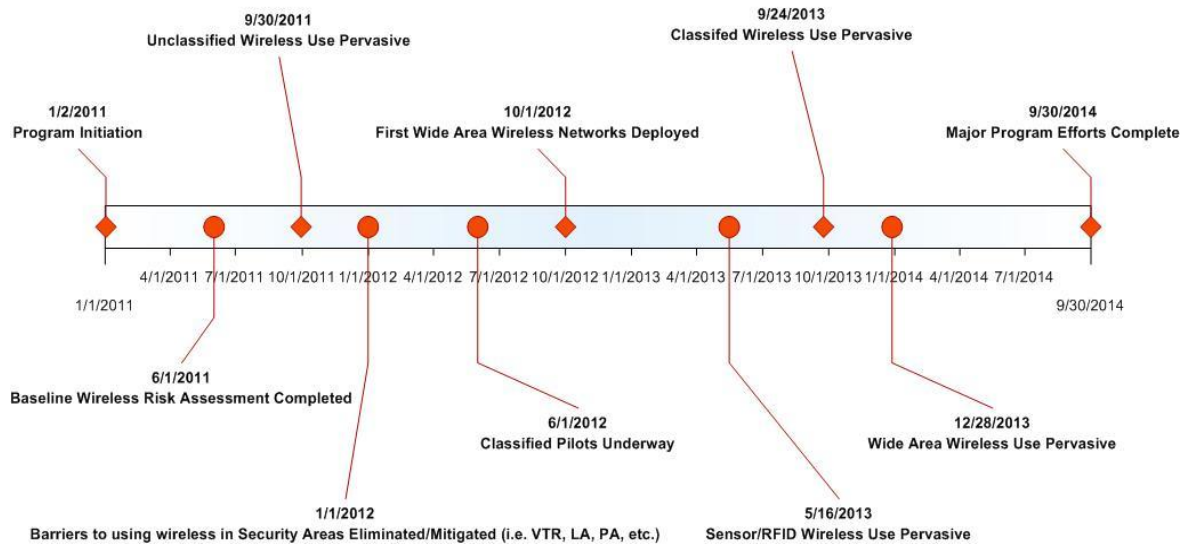 9/30/2011
Unclassified Wireless Use Pervasive
9/24/2013
Classifed Wireless Use Pervasive
1/2/2011
Program Initiation
10/1/2012
First Wide Area Wireless Networks Deployed
9/30/2014
Major Program Efforts Complete
4/1/2011 7/1/2011 10/1/2011 1/1/2012 4/1/2012 7/1/2012 10/1/2012 1/1/2013 4/1/2013 7/1/2013 10/1/2013 1/1/2014 4/1/2014 7/1/2014
1/1/2011
9/30/2014
6/1/2011
Baseline Wireless Risk Assessment Completed
6/1/2012
Classified Pilots Underway
12/28/2013
Wide Area Wireless Use Pervasive
1/1/2012
Barriers to using wireless in Security Areas Eliminated/Mitigated (i.e. VTR, LA, PA, etc.)
5/16/2013
Sensor/RFID Wireless Use Pervasive